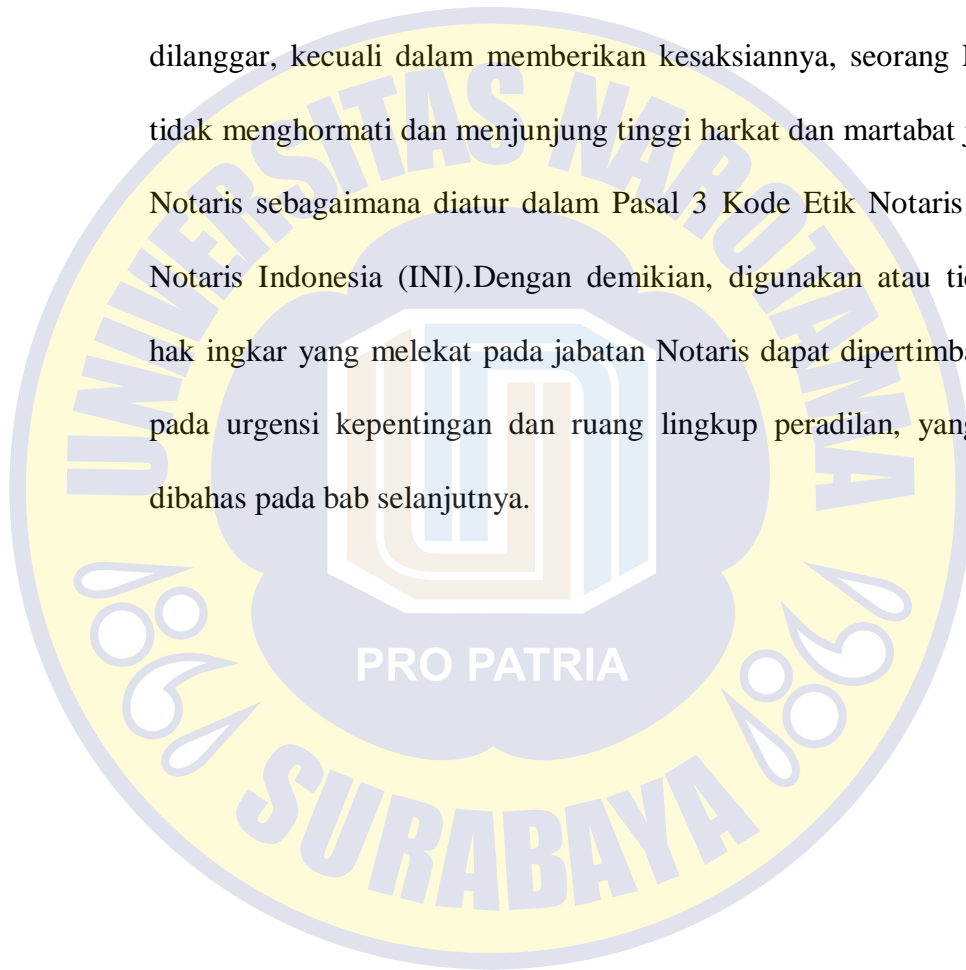 dilanggar, kecuali dalam memberikan kesaksiannya, seorang
tidak menghormati dan menjunjung tinggi harkat dan martabat
Notaris sebagaimana diatur dalam Pasal 3 Kode Etik Notaris
Notaris Indonesia (INI).Dengan demikian, digunakan atau
hak ingkar yang melekat pada jabatan Notaris dapat
pada urgensi kepentingan dan ruang lingkup peradilan, yang
dibahas pada bab selanjutnya.
UNIVERSITAS NAROTAMA
PRO PATRIA
SURABAYA